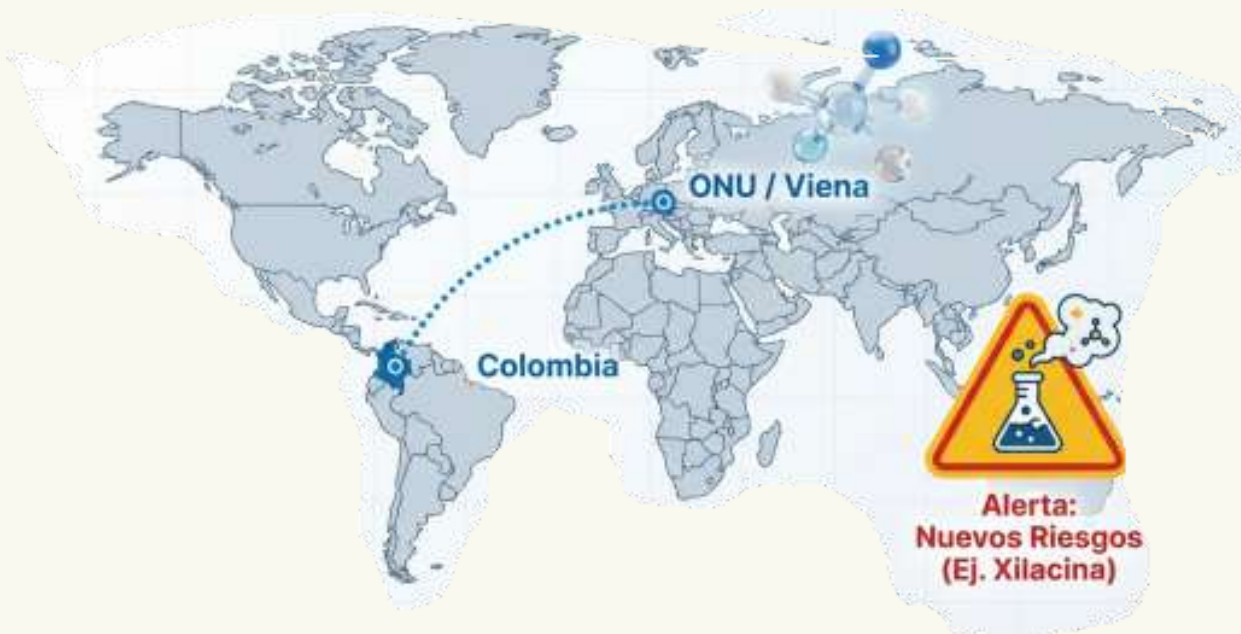 ONU / Viena
Colombia
Alerta:
Nuevos Riesgos
(Ej. Xilacina)